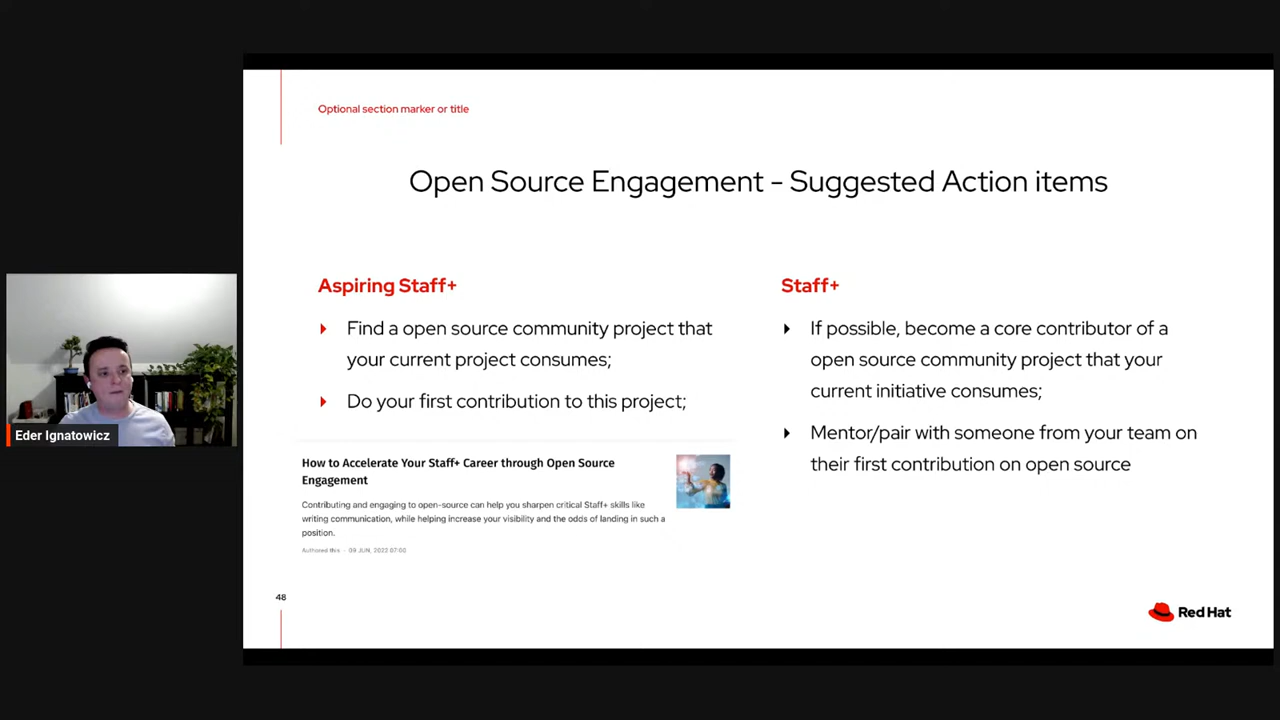 Optional section marker or title
Open Source Engagement - Suggested Action items
Aspiring Staff+
Find a open source community project that
your current project consumes;
Do your first contribution to this project;
How to Accelerate Your Staff+ Career through Open Source
Engagement
Contributing and engaging to open-source can help you sharpen critical Staff+ skills like
writing communication, while helping increase your visibility and the odds of landing in such a
position.
Authored this - 09 JUN, 2022 07:00
Staff+
If possible, become a core contributor of a
open source community project that your
current initiative consumes;
Mentor/pair with someone from your team on
their first contribution on open source
Eder Ignatowicz
48
Red Hat